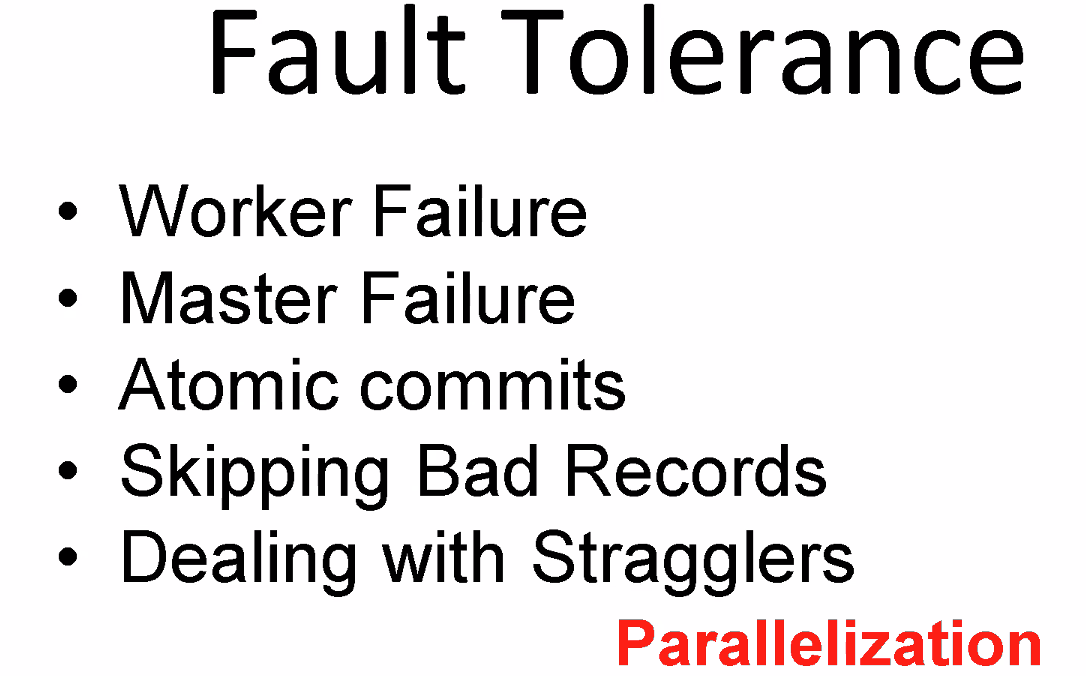 Fault Tolerance
• Worker Failure
• Master Failure
• Atomic commits
• Skipping Bad Records
• Dealing with Stragglers
Parallelization